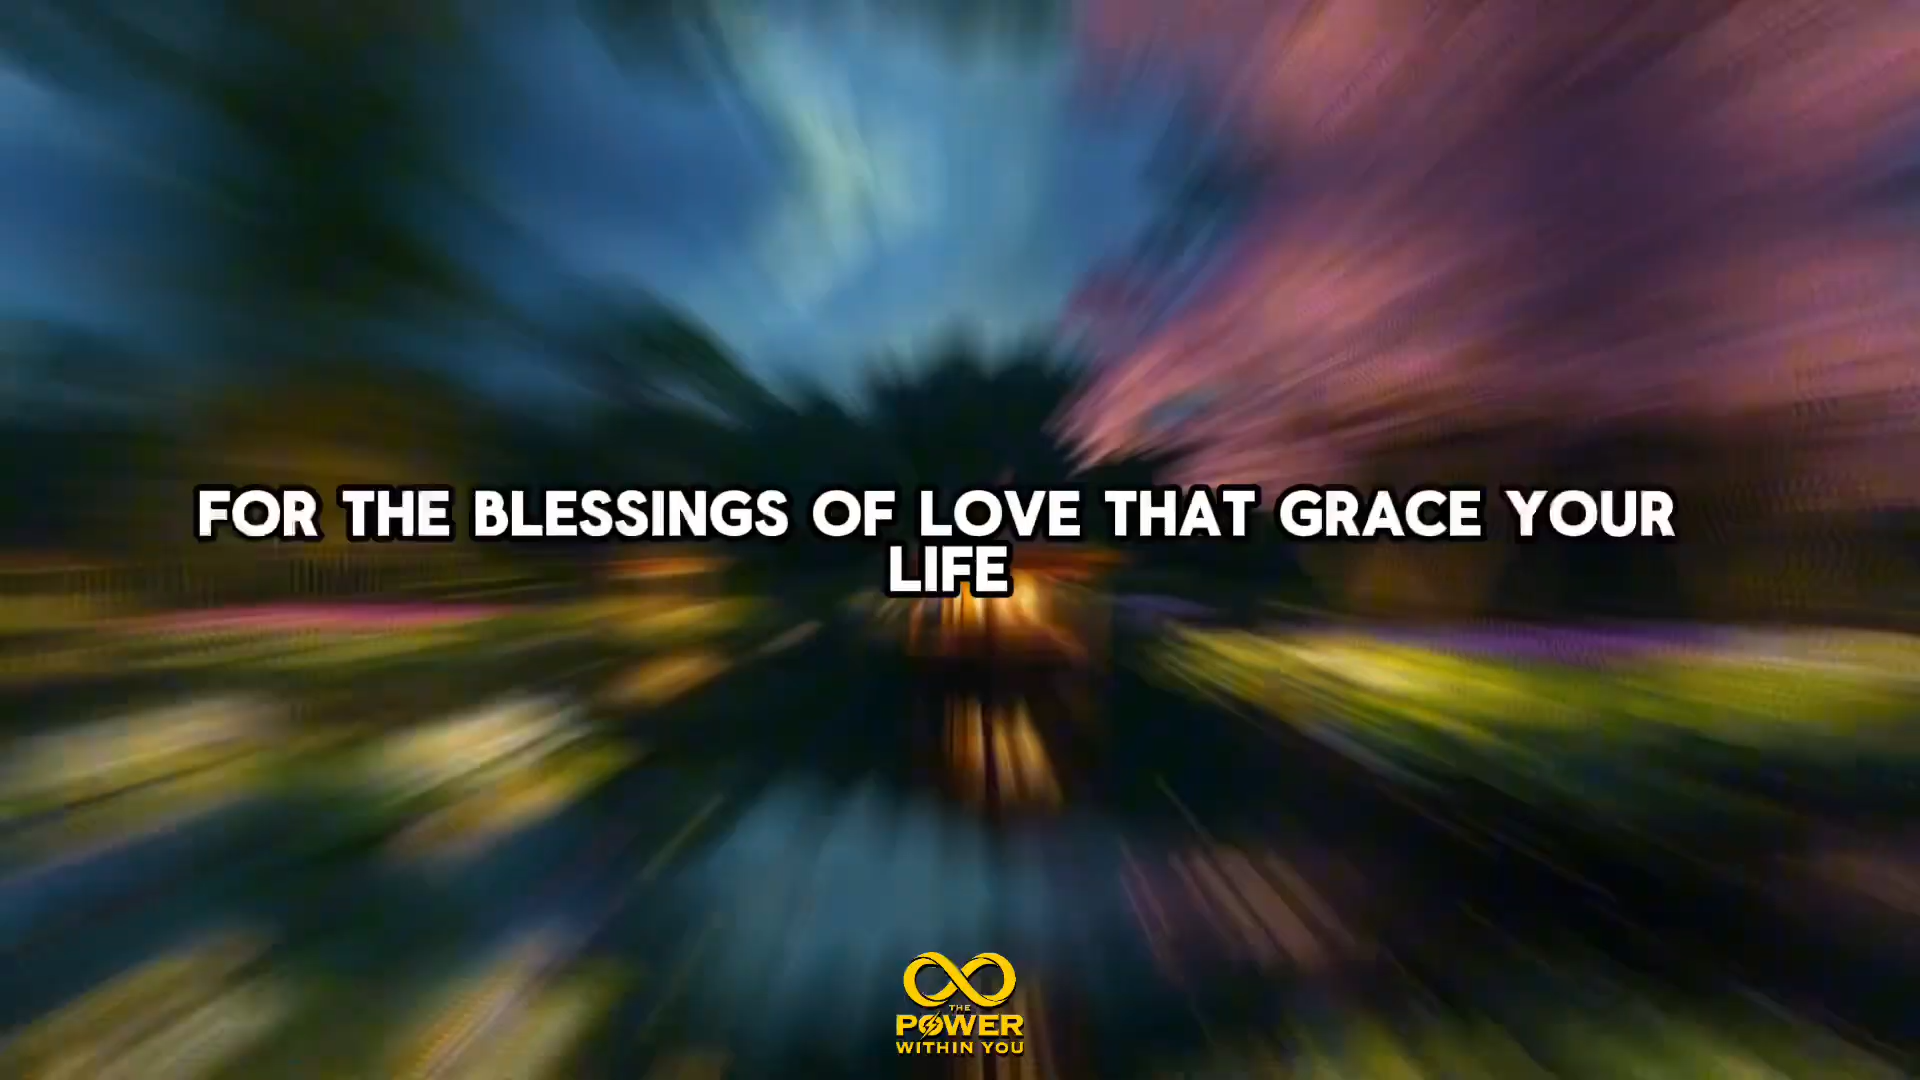 FOR THE BLESSINGS OF LOVE THAT GRACE YOUR
LIFE
THE
POWER
WITHIN YOU